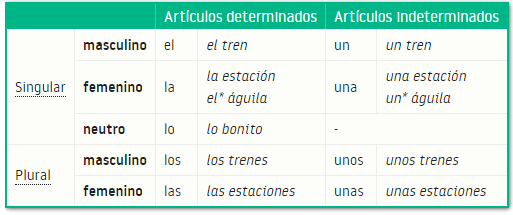 Artículos determinados Artículos indeterminados
Singular masculino el el tren un un tren
femenino la la estación una una estación
el* águila un* águila
neutro lo lo bonito -
Plural masculino los los trenes unos unos trenes
femenino las las estaciones unas unas estaciones